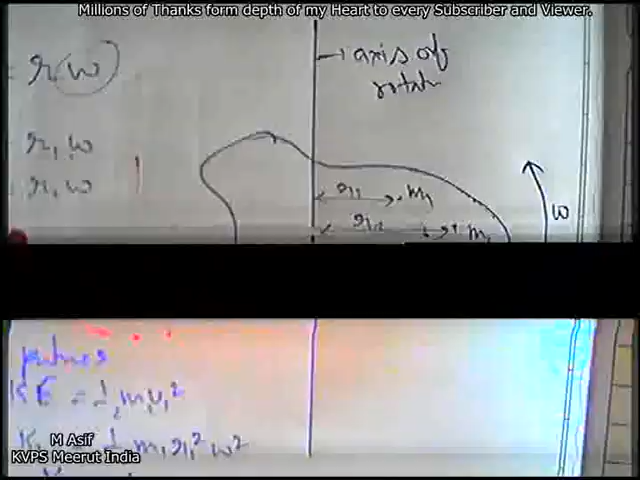 Millions of Thanks form depth of my Heart to every Subscriber and Viewer.
= r(ω)
axis of
rotatn
r₁, ω
r₁, ω
r₁
m₁
r₂
m
ω
KE = ½ m₁v₁²
K = ½ m₁r₁²ω²
M Asif
KVPS Meerut India